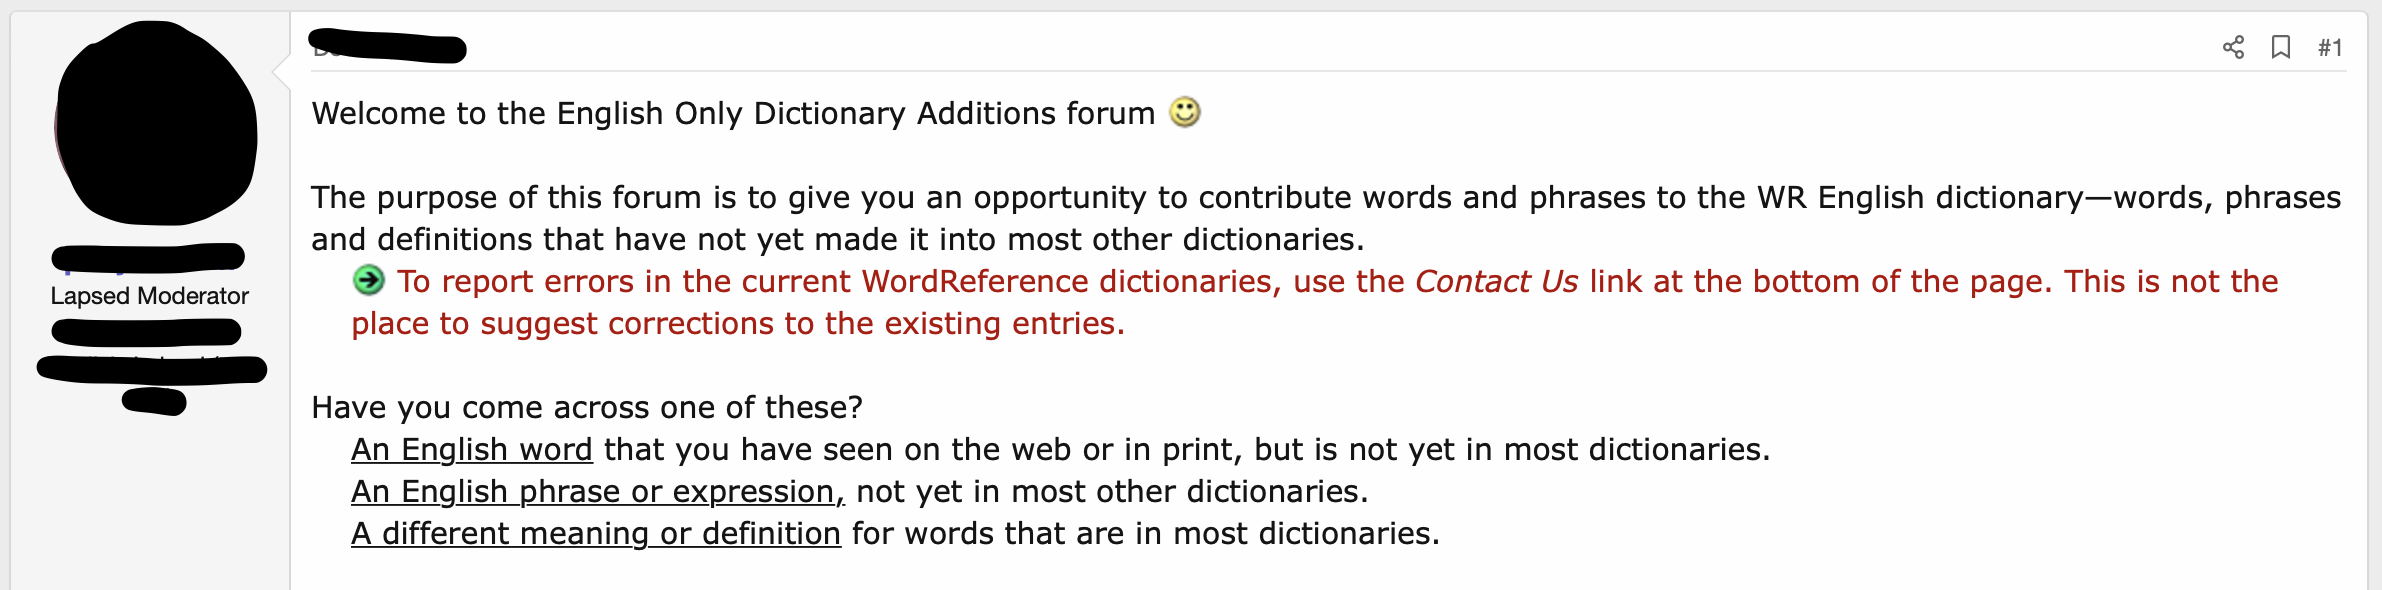 #1
Welcome to the English Only Dictionary Additions forum
The purpose of this forum is to give you an opportunity to contribute words and phrases to the WR English dictionary—words, phrases
and definitions that have not yet made it into most other dictionaries.
To report errors in the current WordReference dictionaries, use the Contact Us link at the bottom of the page. This is not the
place to suggest corrections to the existing entries.
Have you come across one of these?
An English word that you have seen on the web or in print, but is not yet in most dictionaries.
An English phrase or expression, not yet in most other dictionaries.
A different meaning or definition for words that are in most dictionaries.
Lapsed Moderator